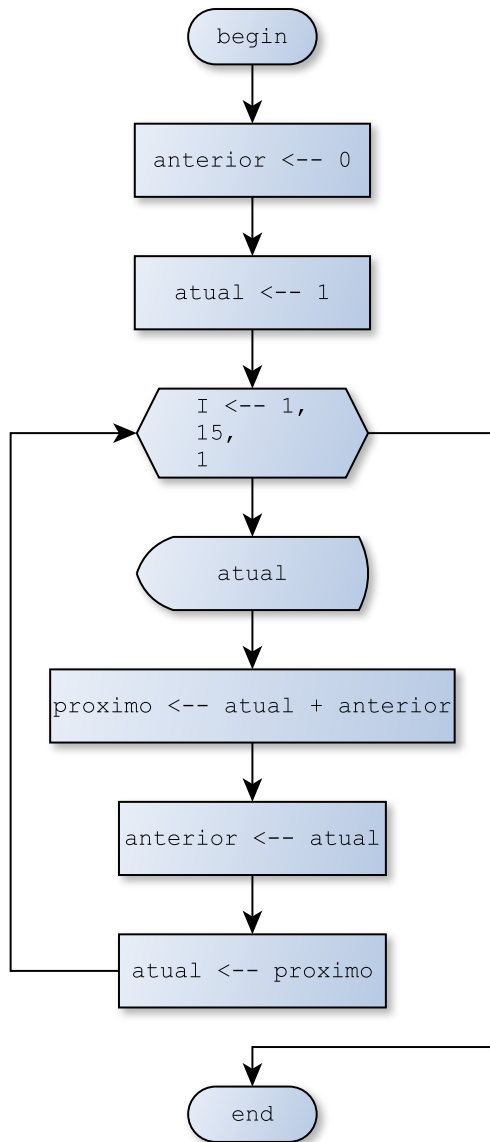 begin
anterior <-- 0
atual <-- 1
I <-- 1,
15,
1
atual
proximo <-- atual + anterior
anterior <-- atual
atual <-- proximo
end